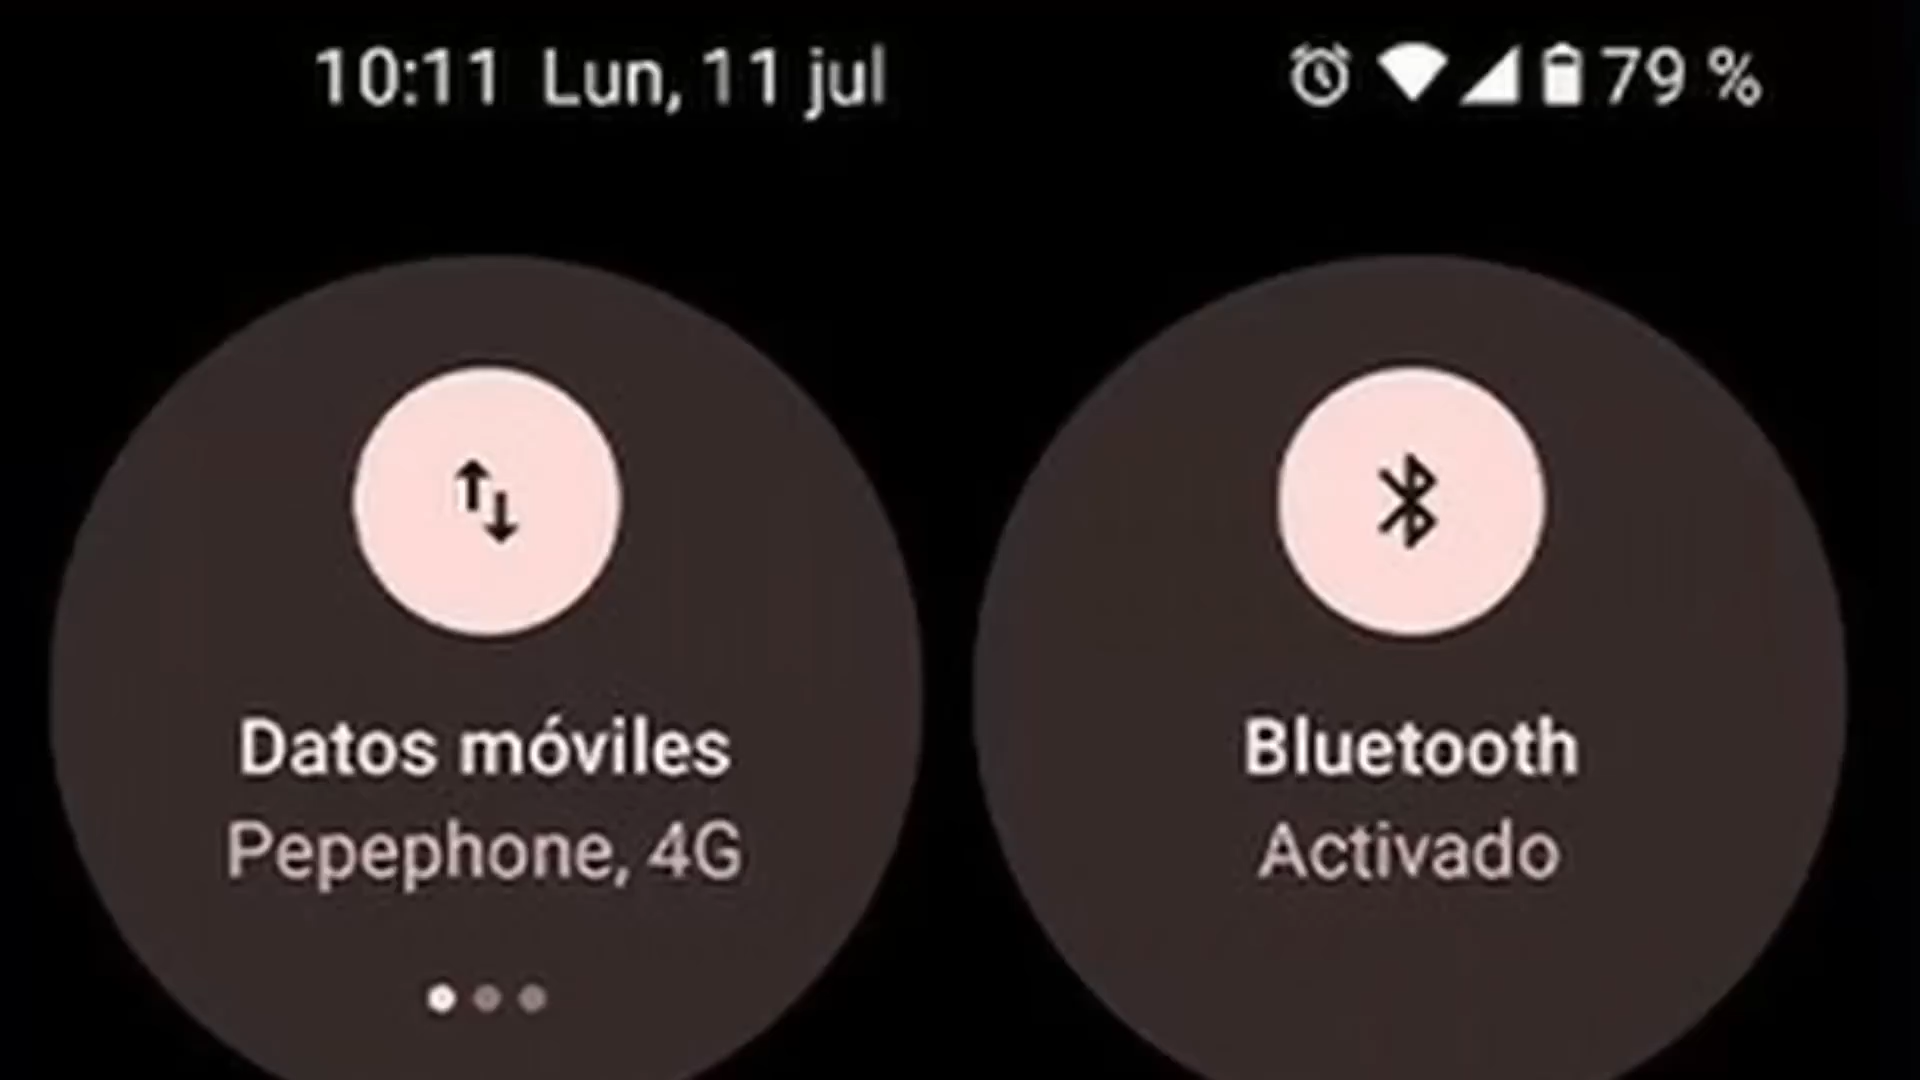 10:11 Lun, 11 jul 79 %
Datos móviles
Pepephone, 4G
Bluetooth
Activado